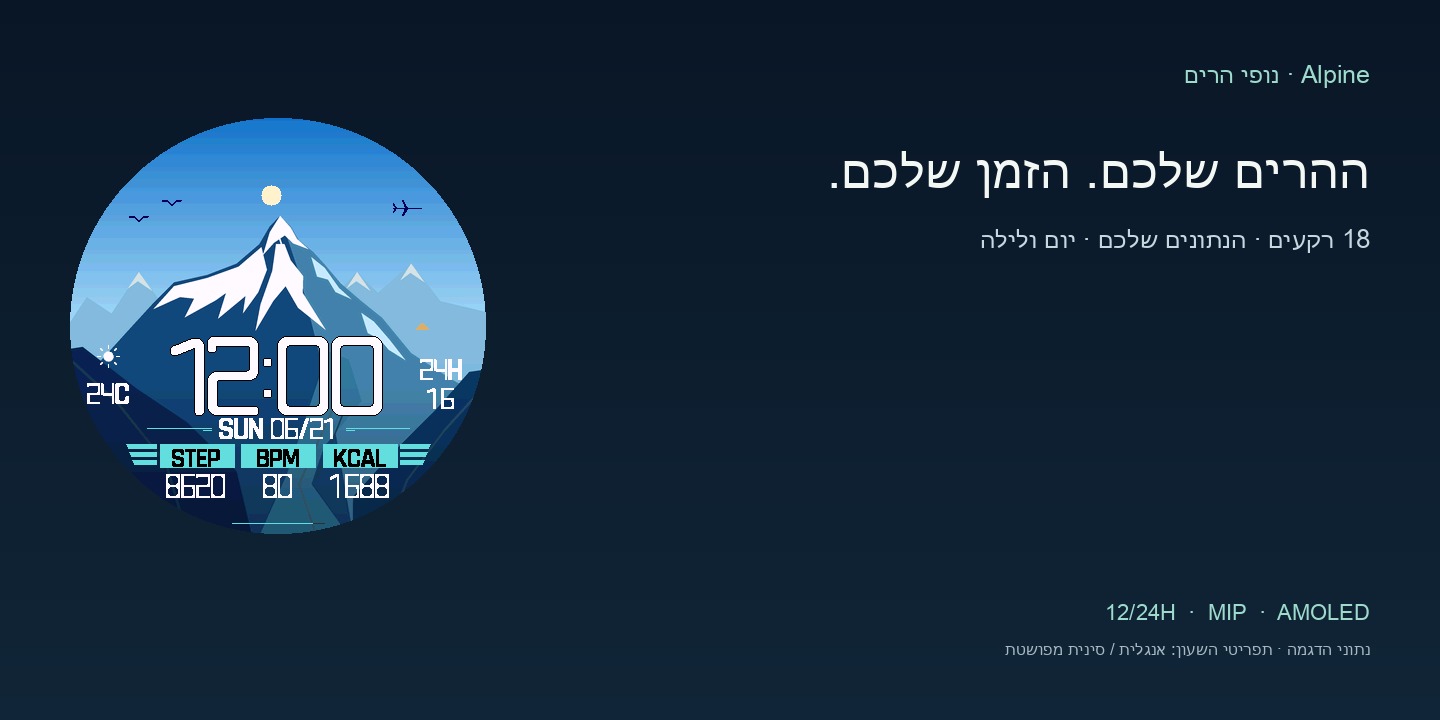 Alpine · נופי הרים
ההרים שלכם. הזמן שלכם.
18 רקעים · הנתונים שלכם · יום ולילה
12:00
24C
24H
16
SUN 06/21
STEP BPM KCAL
8620 80 1688
12/24H · MIP · AMOLED
נתוני הדגמה · תפריטי השעון: אנגלית / סינית מפושטת